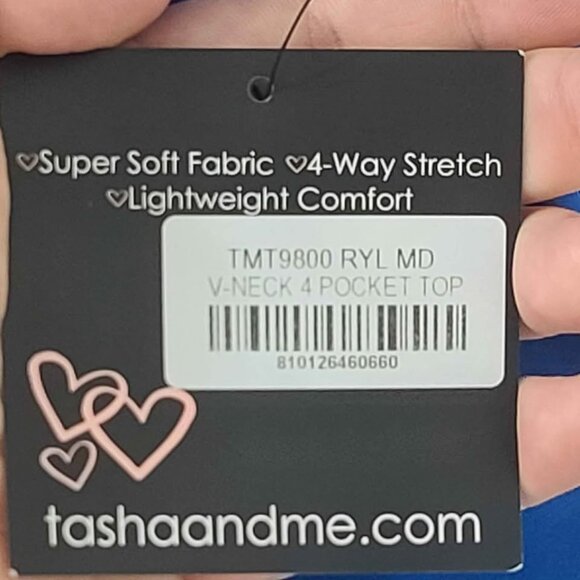 ♡Super Soft Fabric ♡4-Way Stretch
♡Lightweight Comfort
TMT9800 RYL MD
V-NECK 4 POCKET TOP
810126460660
tashaandme.com